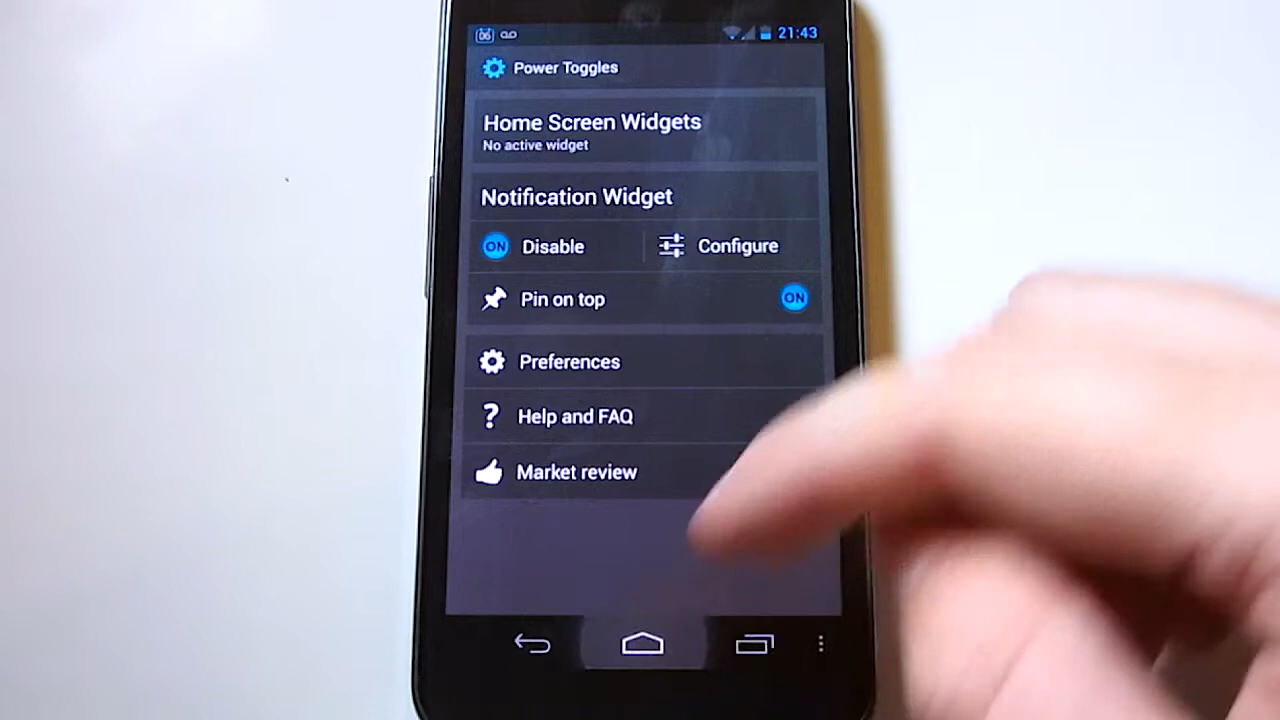 21:43
Power Toggles
Home Screen Widgets
No active widget
Notification Widget
ON Disable Configure
Pin on top ON
Preferences
Help and FAQ
Market review